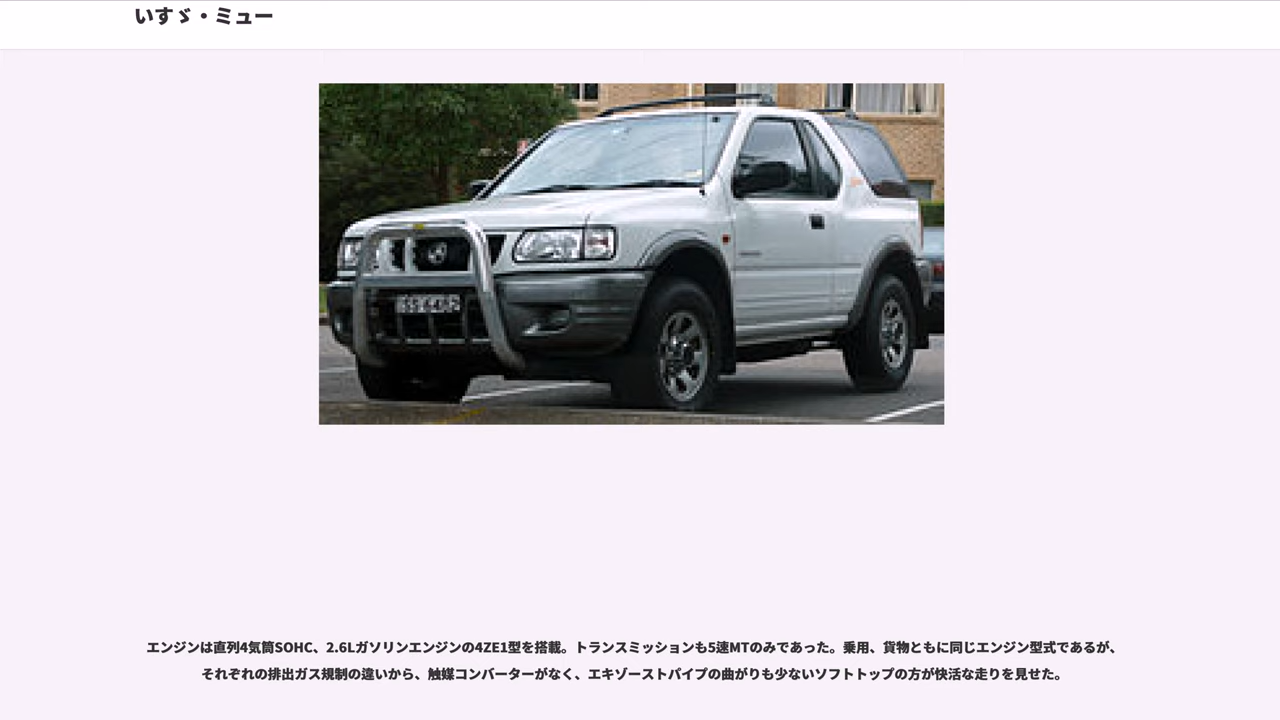 いすゞ・ミュー
エンジンは直列4気筒SOHC、2.6Lガソリンエンジンの4ZE1型を搭載。トランスミッションも5速MTのみであった。乗用、貨物ともに同じエンジン型式であるが、
それぞれの排出ガス規制の違いから、触媒コンバーターがなく、エキゾーストパイプの曲がりも少ないソフトトップの方が快活な走りを見せた。